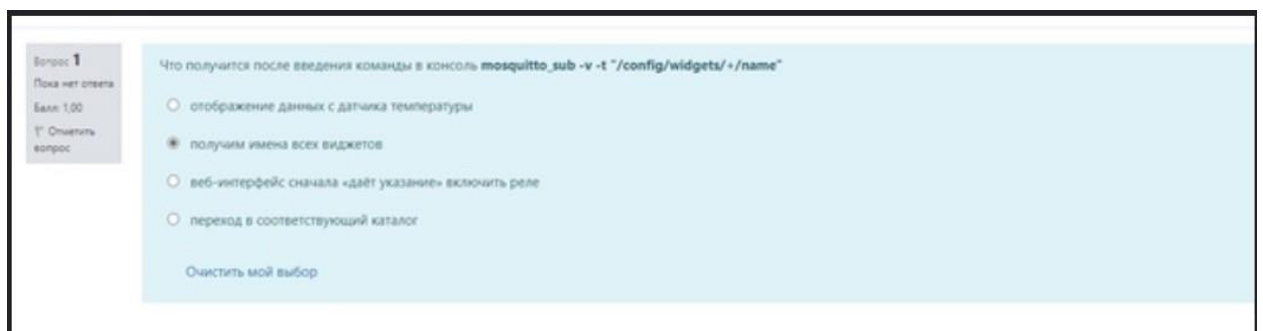 Вопрос 1
Пока нет ответа
Балл: 1,00
Отметить
вопрос
Что получится после введения команды в консоль mosquitto_sub -v -t "/config/widgets/+/name"
отображение данных с датчика температуры
получим имена всех виджетов
веб-интерфейс сначала «даёт указание» включить реле
переход в соответствующий каталог
Очистить мой выбор